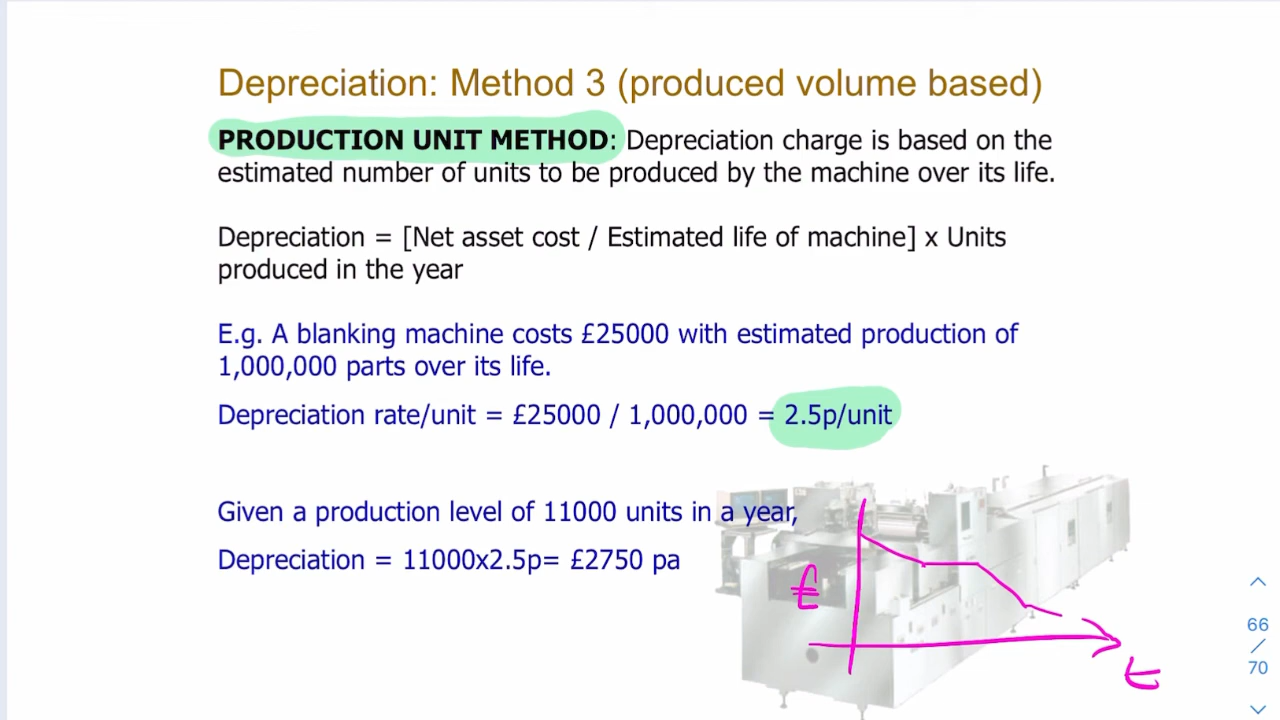 Depreciation: Method 3 (produced volume based)
PRODUCTION UNIT METHOD: Depreciation charge is based on the
estimated number of units to be produced by the machine over its life.
Depreciation = [Net asset cost / Estimated life of machine] x Units
produced in the year
E.g. A blanking machine costs £25000 with estimated production of
1,000,000 parts over its life.
Depreciation rate/unit = £25000 / 1,000,000 = 2.5p/unit
Given a production level of 11000 units in a year,
Depreciation = 11000x2.5p= £2750 pa
£
t
66
/
70